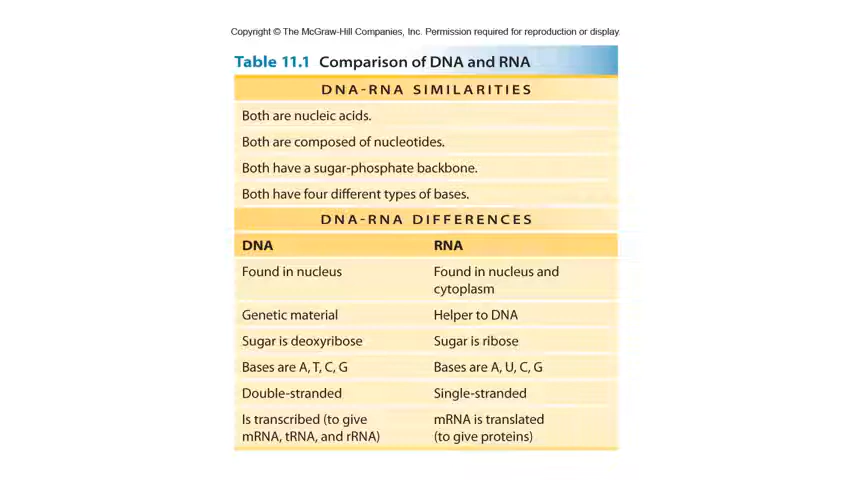 Copyright © The McGraw-Hill Companies, Inc. Permission required for reproduction or display.
Table 11.1 Comparison of DNA and RNA
DNA-RNA SIMILARITIES
Both are nucleic acids.
Both are composed of nucleotides.
Both have a sugar-phosphate backbone.
Both have four different types of bases.
DNA-RNA DIFFERENCES
DNA RNA
Found in nucleus Found in nucleus and
cytoplasm
Genetic material Helper to DNA
Sugar is deoxyribose Sugar is ribose
Bases are A, T, C, G Bases are A, U, C, G
Double-stranded Single-stranded
Is transcribed (to give mRNA is translated
mRNA, tRNA, and rRNA) (to give proteins)